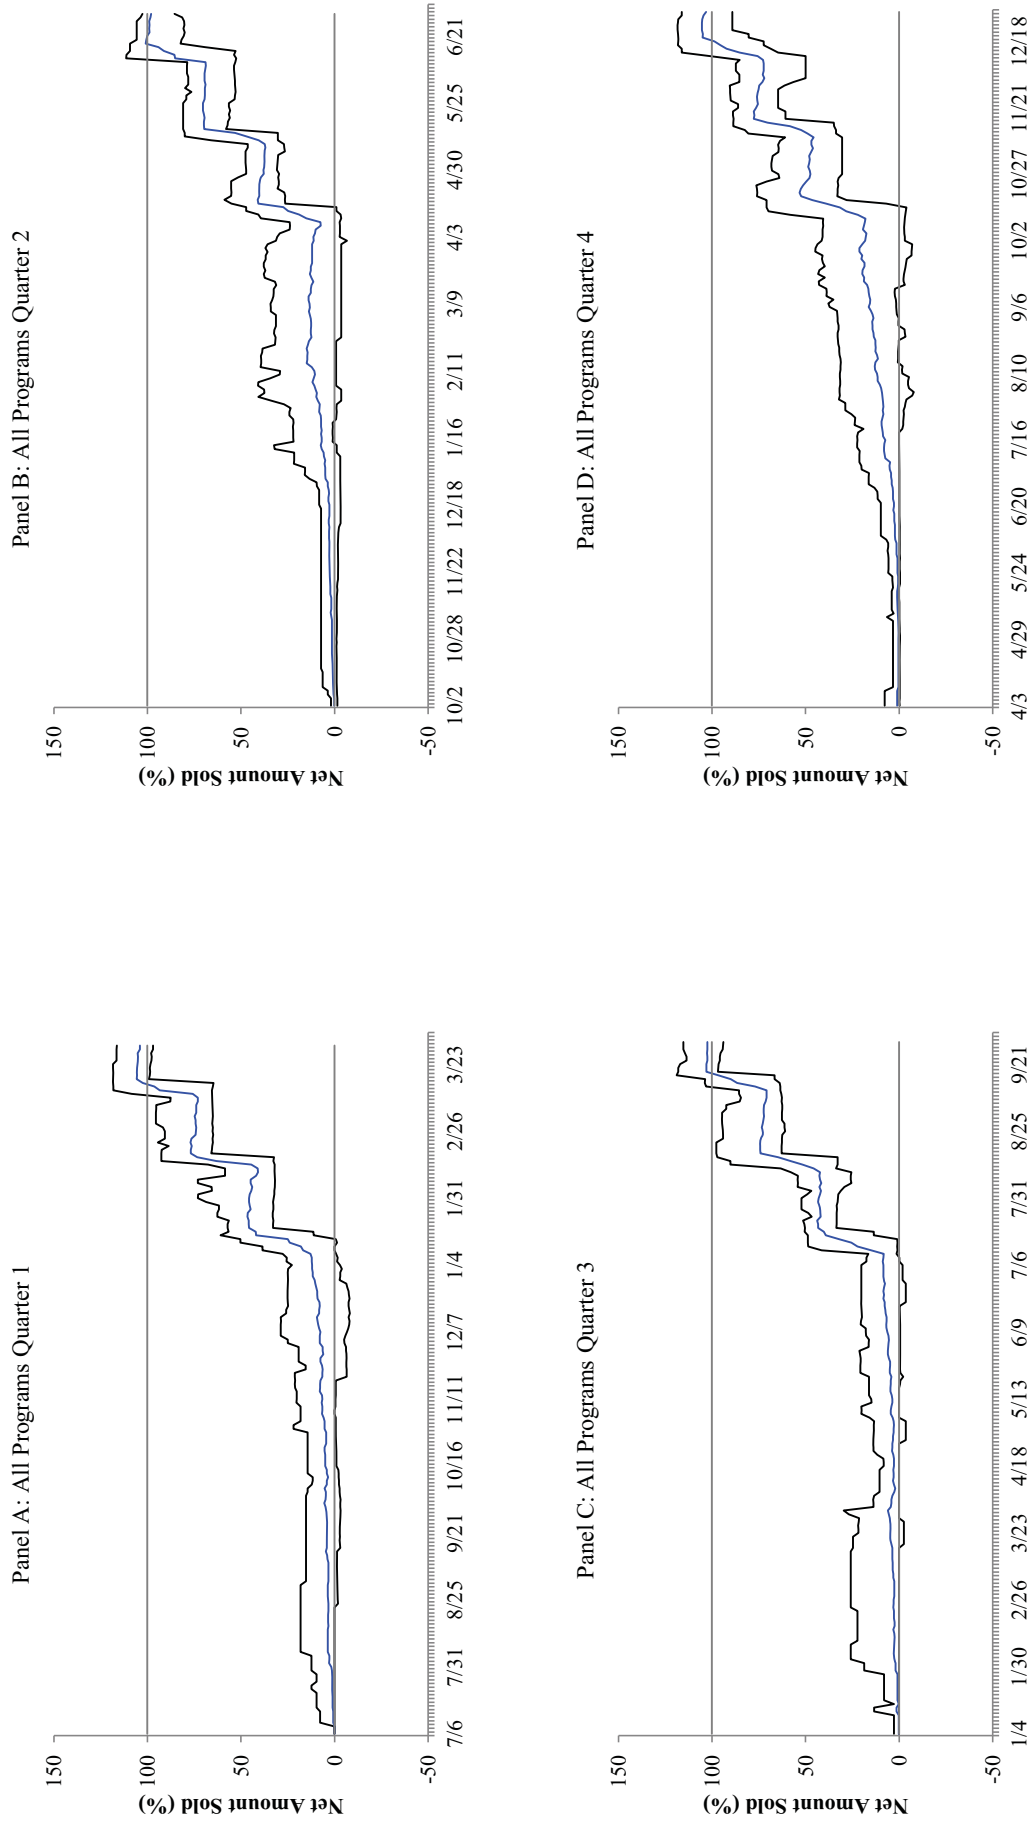 Panel A: All Programs Quarter 1
150
100
50
0
-50
Net Amount Sold (%)
7/6 7/31 8/25 9/21 10/16 11/11 12/7 1/4 1/31 2/26 3/23
Panel B: All Programs Quarter 2
150
100
50
0
-50
Net Amount Sold (%)
10/2 10/28 11/22 12/18 1/16 2/11 3/9 4/3 4/30 5/25 6/21
Panel C: All Programs Quarter 3
150
100
50
0
-50
Net Amount Sold (%)
1/4 1/30 2/26 3/23 4/18 5/13 6/9 7/6 7/31 8/25 9/21
Panel D: All Programs Quarter 4
150
100
50
0
-50
Net Amount Sold (%)
4/3 4/29 5/24 6/20 7/16 8/10 9/6 10/2 10/27 11/21 12/18